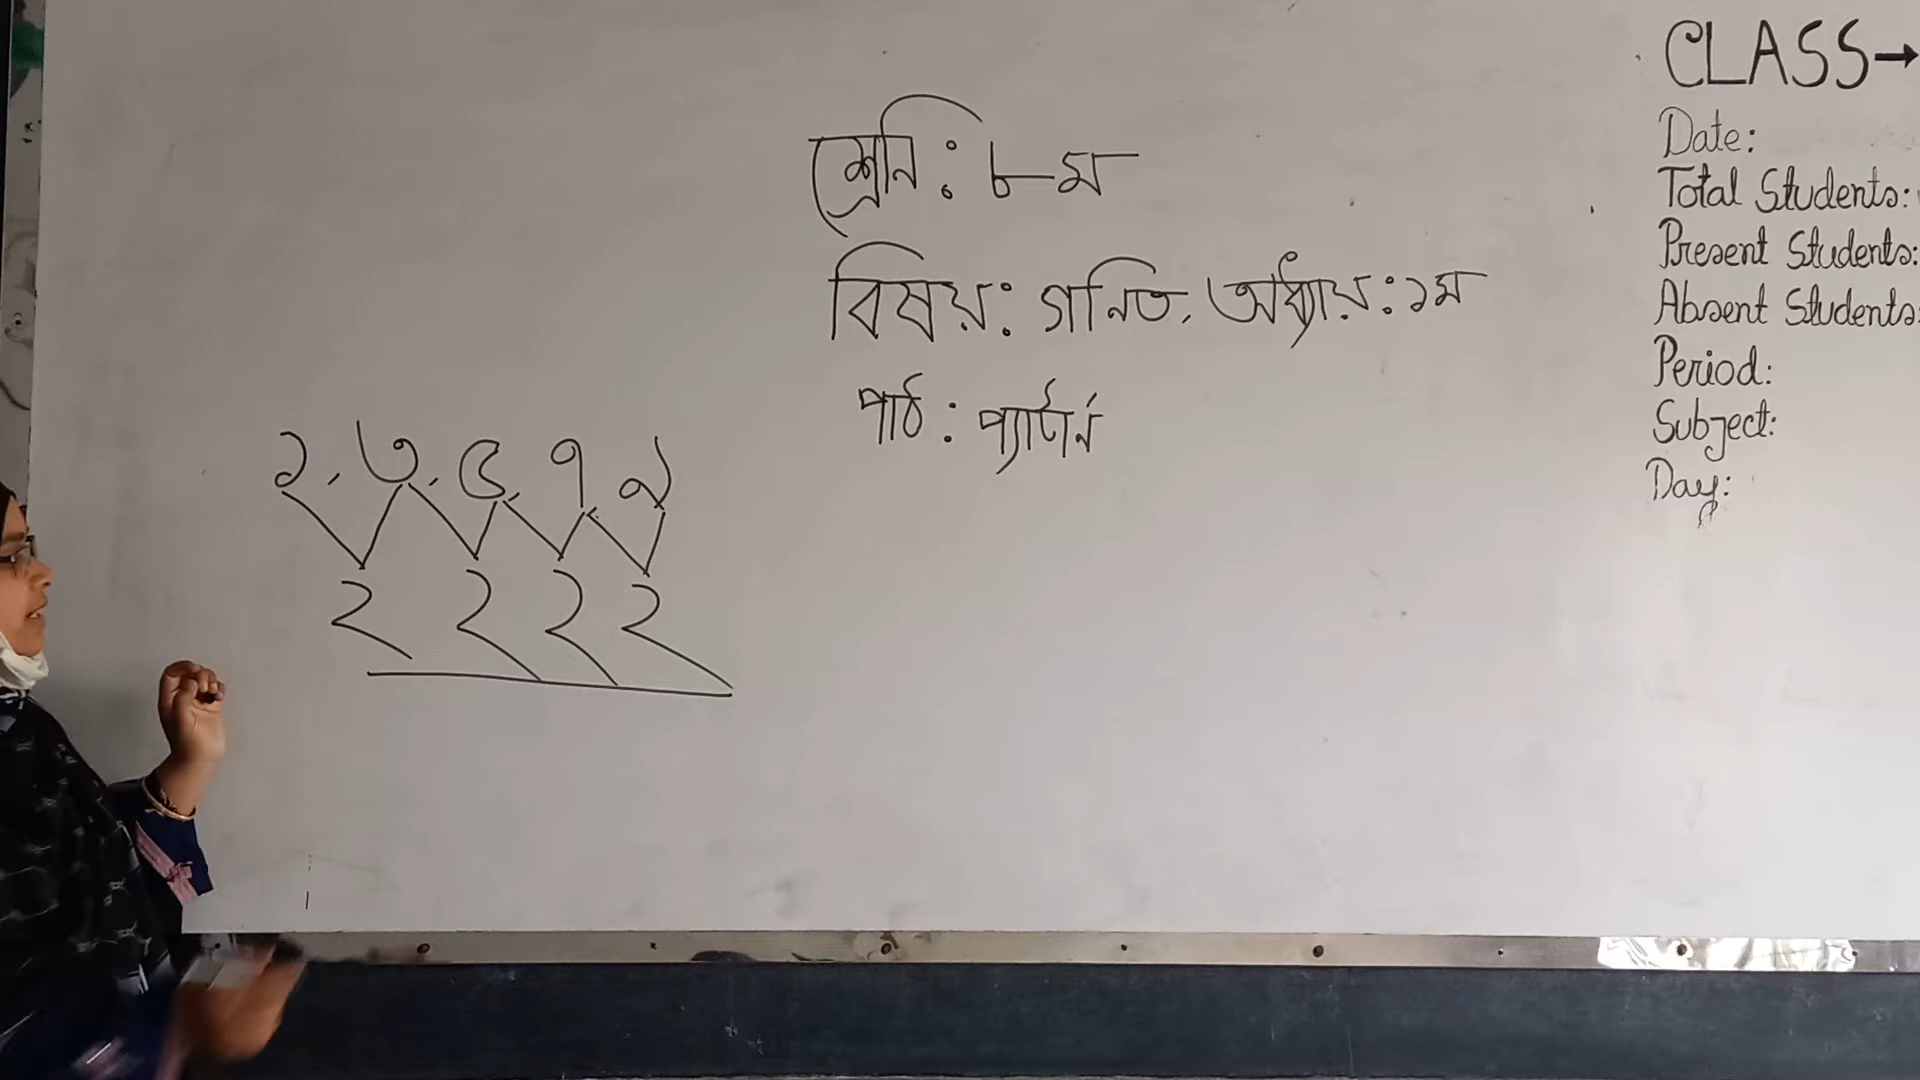 শ্রেনি : ৮ম
বিষয় : গনিত, অধ্যায় : ১ম
পাঠ : প্যাটার্ন
১, ৩, ৫, ৭, ৯
২ ২ ২ ২
CLASS→
Date:
Total Students:
Present Students:
Absent Students:
Period:
Subject:
Day: